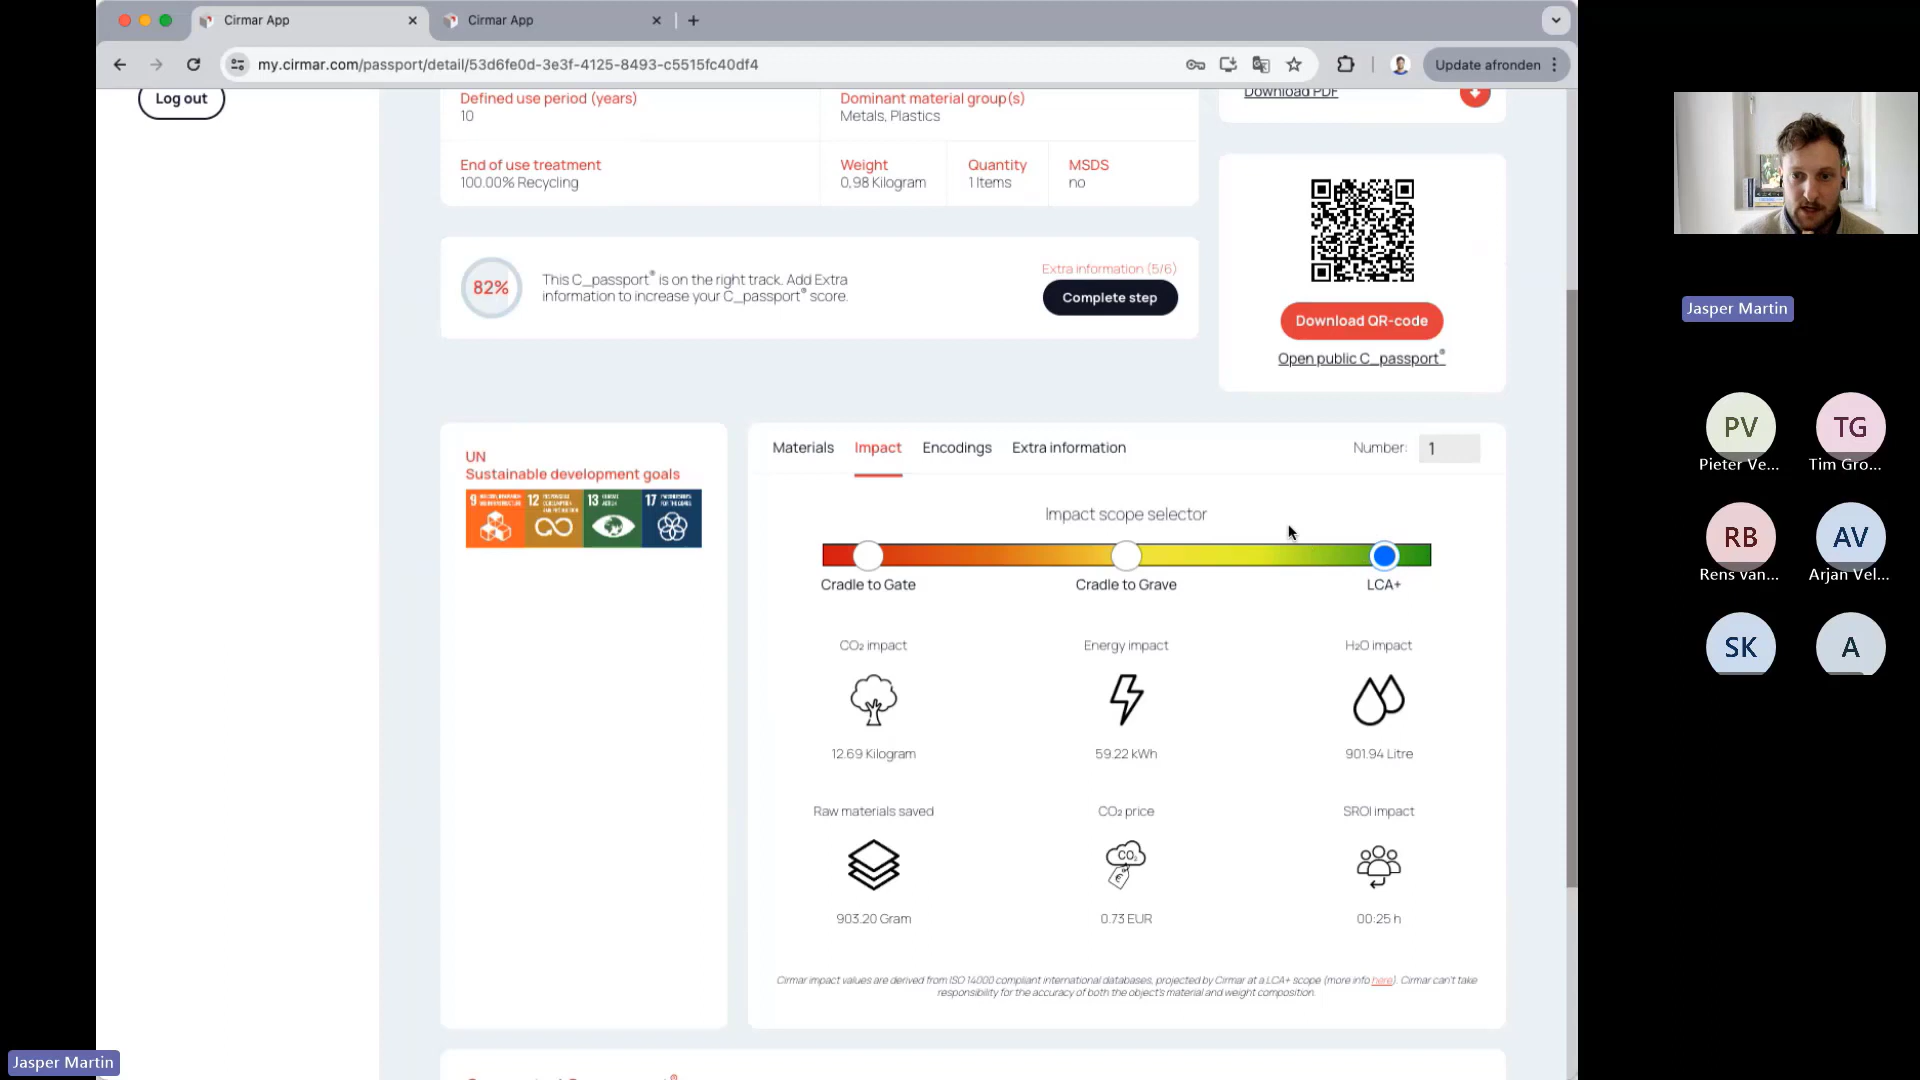 Cirmar App
Cirmar App
my.cirmar.com/passport/detail/53d6fe0d-3e3f-4125-8493-c5515fc40df4
Update afronden
Log out
Defined use period (years)
10
Dominant material group(s)
Metals, Plastics
Download PDF
End of use treatment
100.00% Recycling
Weight
0,98 Kilogram
Quantity
1 Items
MSDS
no
82%
This C_passport® is on the right track. Add Extra
information to increase your C_passport® score.
Extra information (5/6)
Complete step
Download QR-code
Open public C_passport®
UN
Sustainable development goals
9
12
13
17
Materials
Impact
Encodings
Extra information
Number:
1
Impact scope selector
Cradle to Gate
Cradle to Grave
LCA+
CO₂ impact
Energy impact
H₂O impact
12.69 Kilogram
59.22 kWh
901.94 Litre
Raw materials saved
CO₂ price
SROI impact
CO₂
€
903.20 Gram
0.73 EUR
00:25 h
Cirmar impact values are derived from ISO 14000 compliant international databases, projected by Cirmar at a LCA+ scope (more info here). Cirmar can't take
responsibility for the accuracy of both the object's material and weight composition.
Jasper Martin
Jasper Martin
PV
TG
Pieter Ve...
Tim Gro...
RB
AV
Rens van...
Arjan Vel...
SK
A